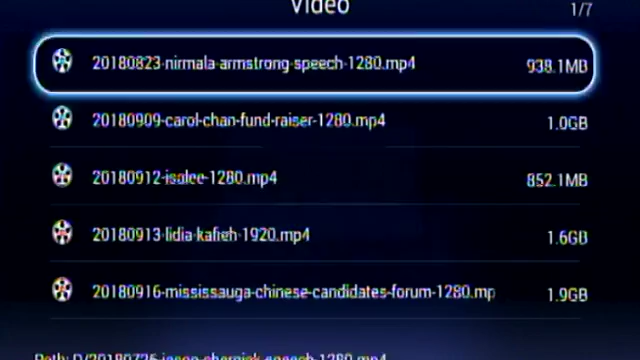 Video
1/7
20180823-nirmala-armstrong-speech-1280.mp4 938.1MB
20180909-carol-chan-fund-raiser-1280.mp4 1.0GB
20180912-isalee-1280.mp4 852.1MB
20180913-lidia-kafieh-1920.mp4 1.6GB
20180916-mississauga-chinese-candidates-forum-1280.mp 1.9GB